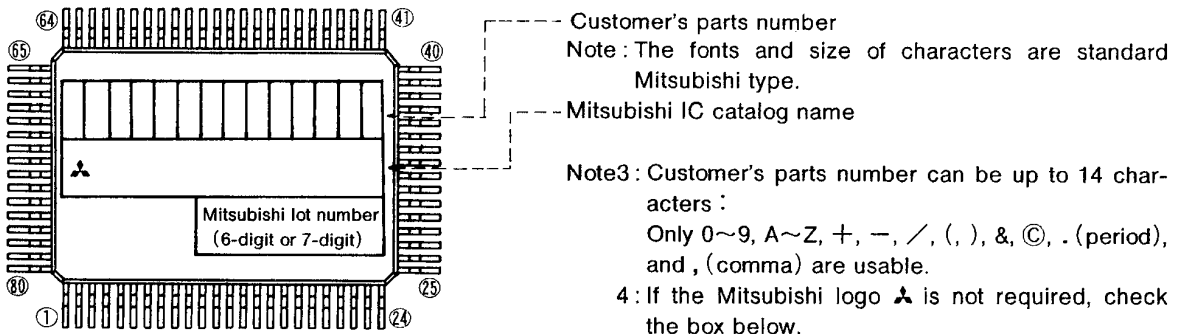 64
41
65
40
Mitsubishi lot number
(6-digit or 7-digit)
80
25
1
24
Customer's parts number
Note : The fonts and size of characters are standard
Mitsubishi type.
Mitsubishi IC catalog name
Note3 : Customer's parts number can be up to 14 char-
acters :
Only 0~9, A~Z, +, −, /, (, ), &, ©, . (period),
and , (comma) are usable.
4 : If the Mitsubishi logo is not required, check
the box below.